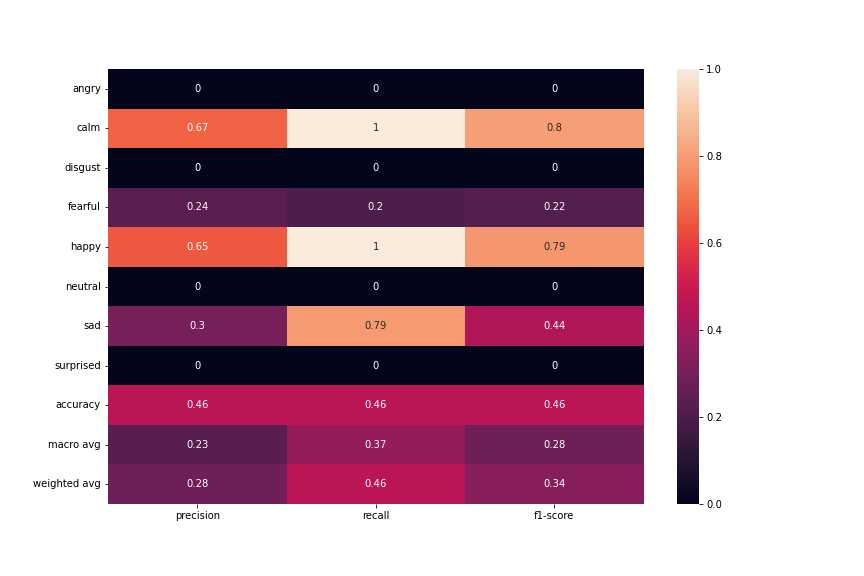 angry 0 0 0
calm 0.67 1 0.8
disgust 0 0 0
fearful 0.24 0.2 0.22
happy 0.65 1 0.79
neutral 0 0 0
sad 0.3 0.79 0.44
surprised 0 0 0
accuracy 0.46 0.46 0.46
macro avg 0.23 0.37 0.28
weighted avg 0.28 0.46 0.34
precision recall f1-score
1.0
0.8
0.6
0.4
0.2
0.0